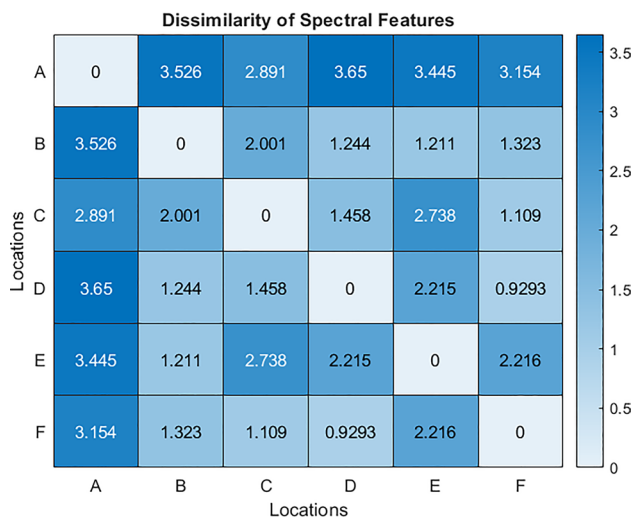 Dissimilarity of Spectral Features
A 0 3.526 2.891 3.65 3.445 3.154
B 3.526 0 2.001 1.244 1.211 1.323
C 2.891 2.001 0 1.458 2.738 1.109
D 3.65 1.244 1.458 0 2.215 0.9293
E 3.445 1.211 2.738 2.215 0 2.216
F 3.154 1.323 1.109 0.9293 2.216 0
A B C D E F
Locations
Locations
3.5
3
2.5
2
1.5
1
0.5
0